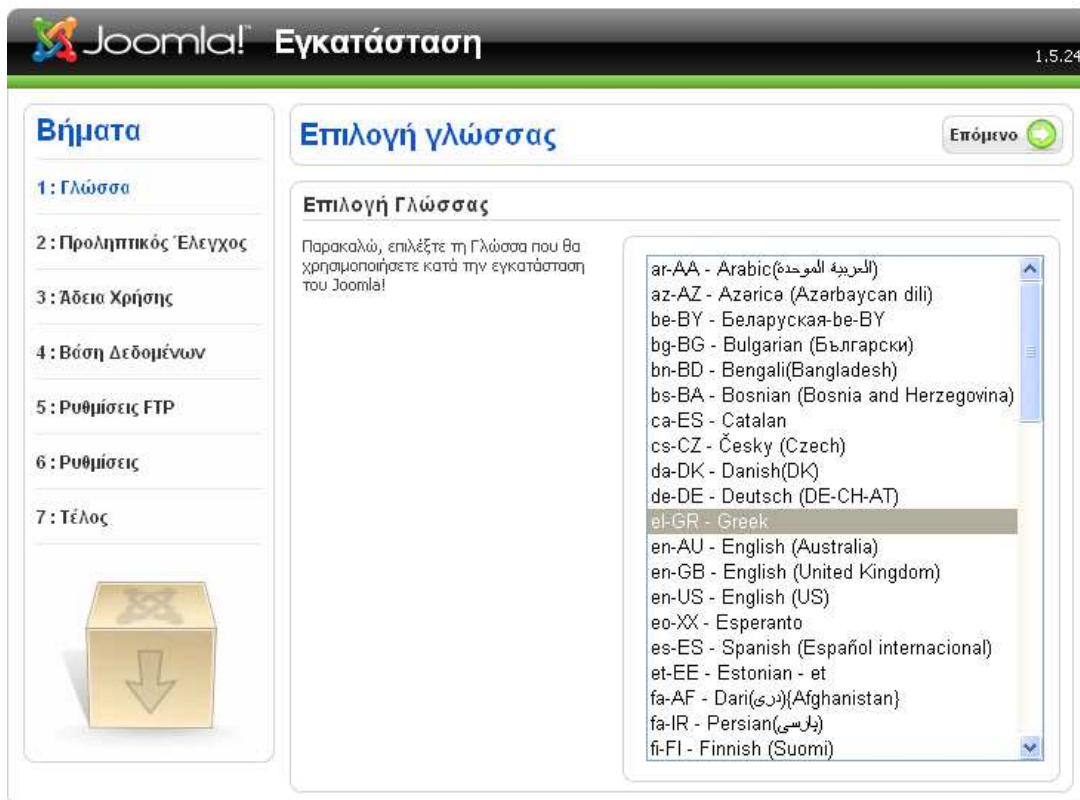 Joomla! Εγκατάσταση
1.5.24
Βήματα
1 : Γλώσσα
2 : Προληπτικός Έλεγχος
3 : Άδεια Χρήσης
4 : Βάση Δεδομένων
5 : Ρυθμίσεις FTP
6 : Ρυθμίσεις
7 : Τέλος
Επιλογή γλώσσας
Επόμενο
Επιλογή Γλώσσας
Παρακαλώ, επιλέξτε τη Γλώσσα που θα
χρησιμοποιήσετε κατά την εγκατάσταση
του Joomla!
ar-AA - Arabic(العربية الموحدة)
az-AZ - Azərica (Azərbaycan dili)
be-BY - Беларуская-be-BY
bg-BG - Bulgarian (Български)
bn-BD - Bengali(Bangladesh)
bs-BA - Bosnian (Bosnia and Herzegovina)
ca-ES - Catalan
cs-CZ - Česky (Czech)
da-DK - Danish(DK)
de-DE - Deutsch (DE-CH-AT)
el-GR - Greek
en-AU - English (Australia)
en-GB - English (United Kingdom)
en-US - English (US)
eo-XX - Esperanto
es-ES - Spanish (Español internacional)
et-EE - Estonian - et
fa-AF - Dari(دری){Afghanistan}
fa-IR - Persian(پارسی)
fi-FI - Finnish (Suomi)